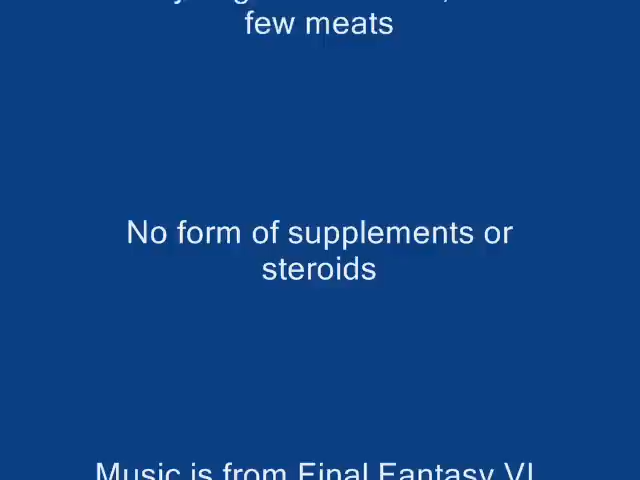 few meats
No form of supplements or
steroids
Music is from Final Fantasy VI